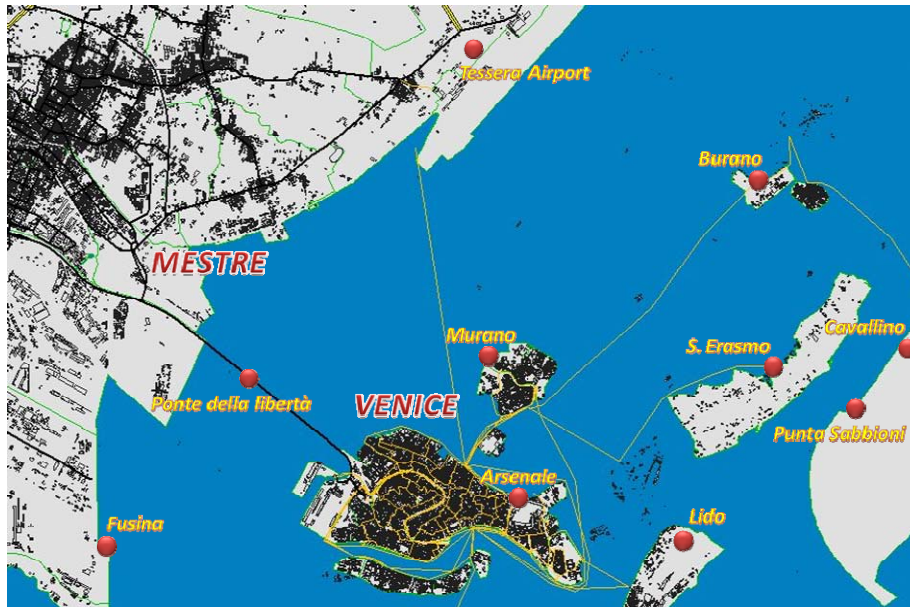 Tessera Airport
Burano
MESTRE
Murano
S. Erasmo
Cavallino
Ponte della libertà
VENICE
Punta Sabbioni
Arsenale
Fusina
Lido